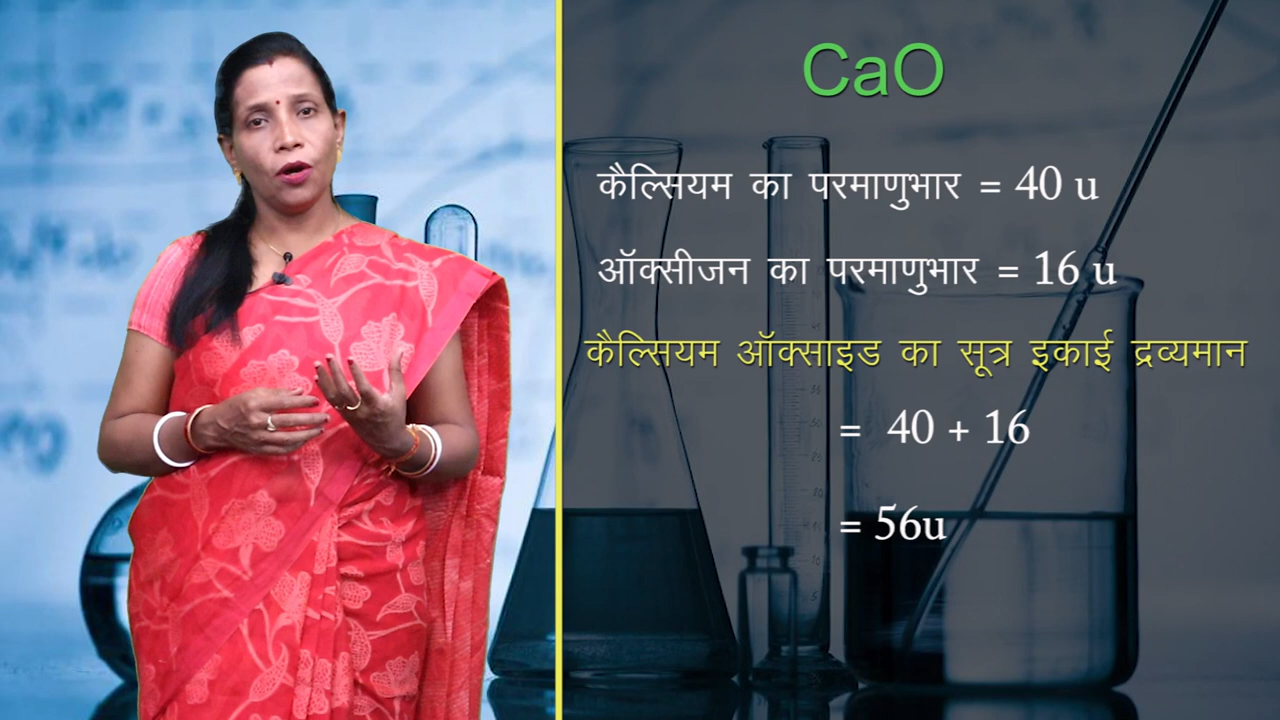 CaO
कैल्सियम का परमाणुभार = 40 u
ऑक्सीजन का परमाणुभार = 16 u
कैल्सियम ऑक्साइड का सूत्र इकाई द्रव्यमान
= 40 + 16
= 56u